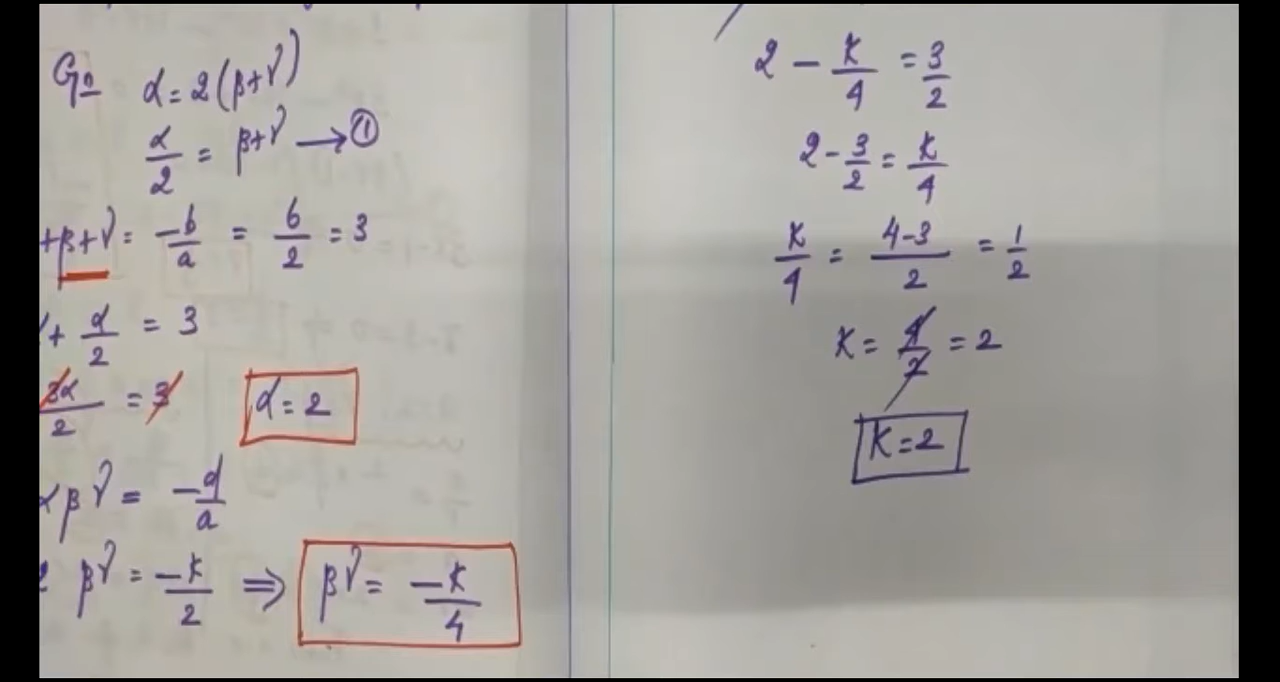 Gn α = 2(β+γ)
α/2 = β+γ → ①
+β+γ = -b/a = 6/2 = 3
+ α/2 = 3
3α/2 = 3 α = 2
αβγ = -d/a
2 βγ = -k/2 ⇒ βγ = -k/4
2 - k/4 = 3/2
2 - 3/2 = k/4
k/4 = 4-3/2 = 1/2
k = 4/2 = 2
k = 2